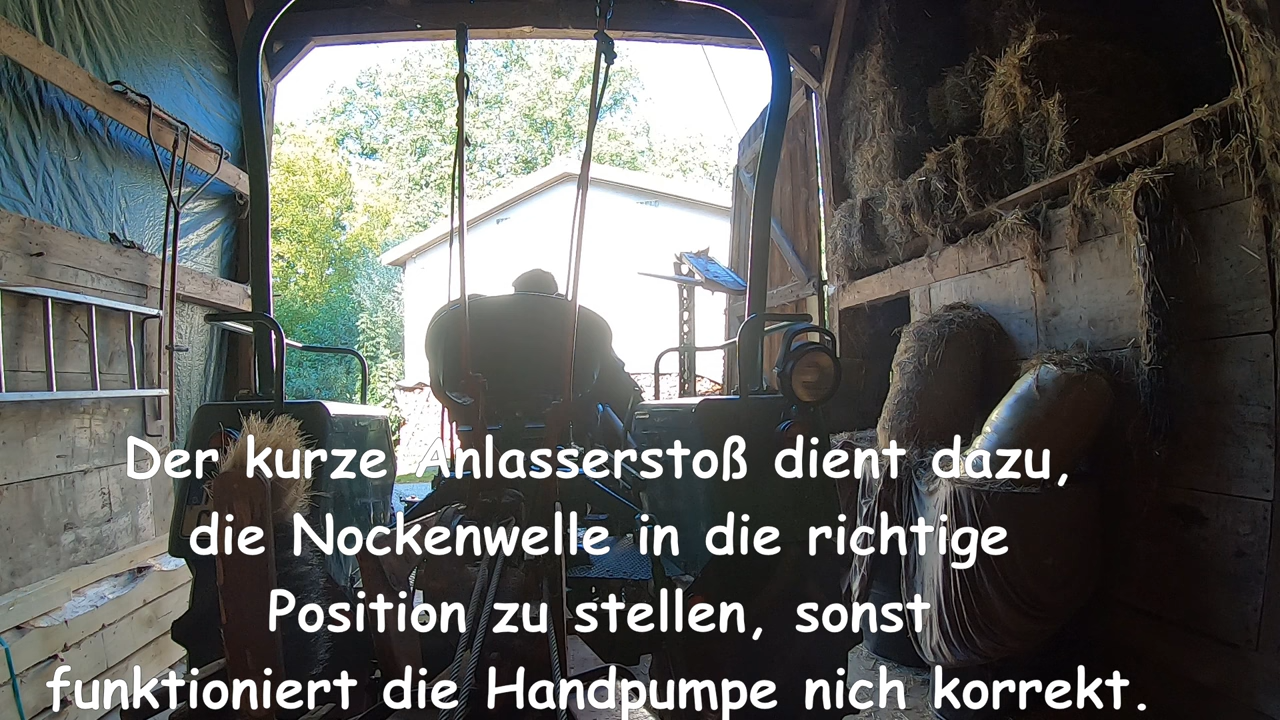 Der kurze Anlasserstoß dient dazu,
die Nockenwelle in die richtige
Position zu stellen, sonst
funktioniert die Handpumpe nich korrekt.